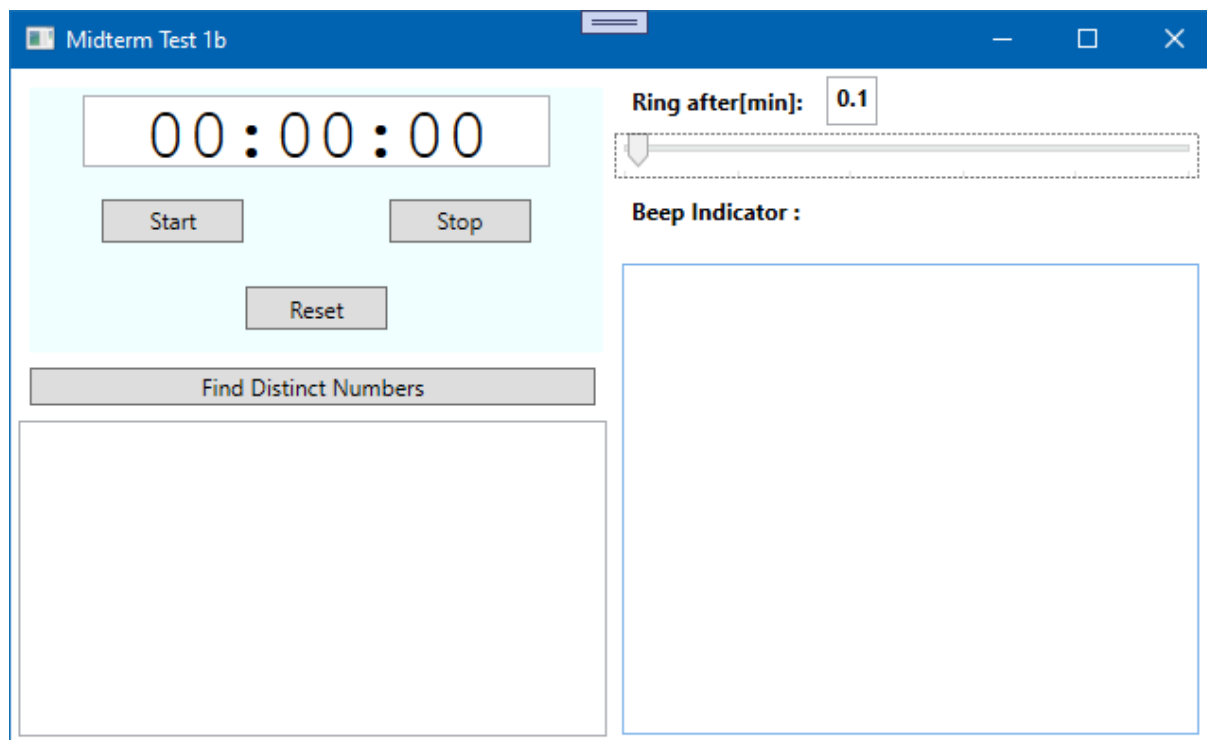 Midterm Test 1b
00:00:00
Start
Stop
Reset
Find Distinct Numbers
Ring after[min]:
0.1
Beep Indicator :